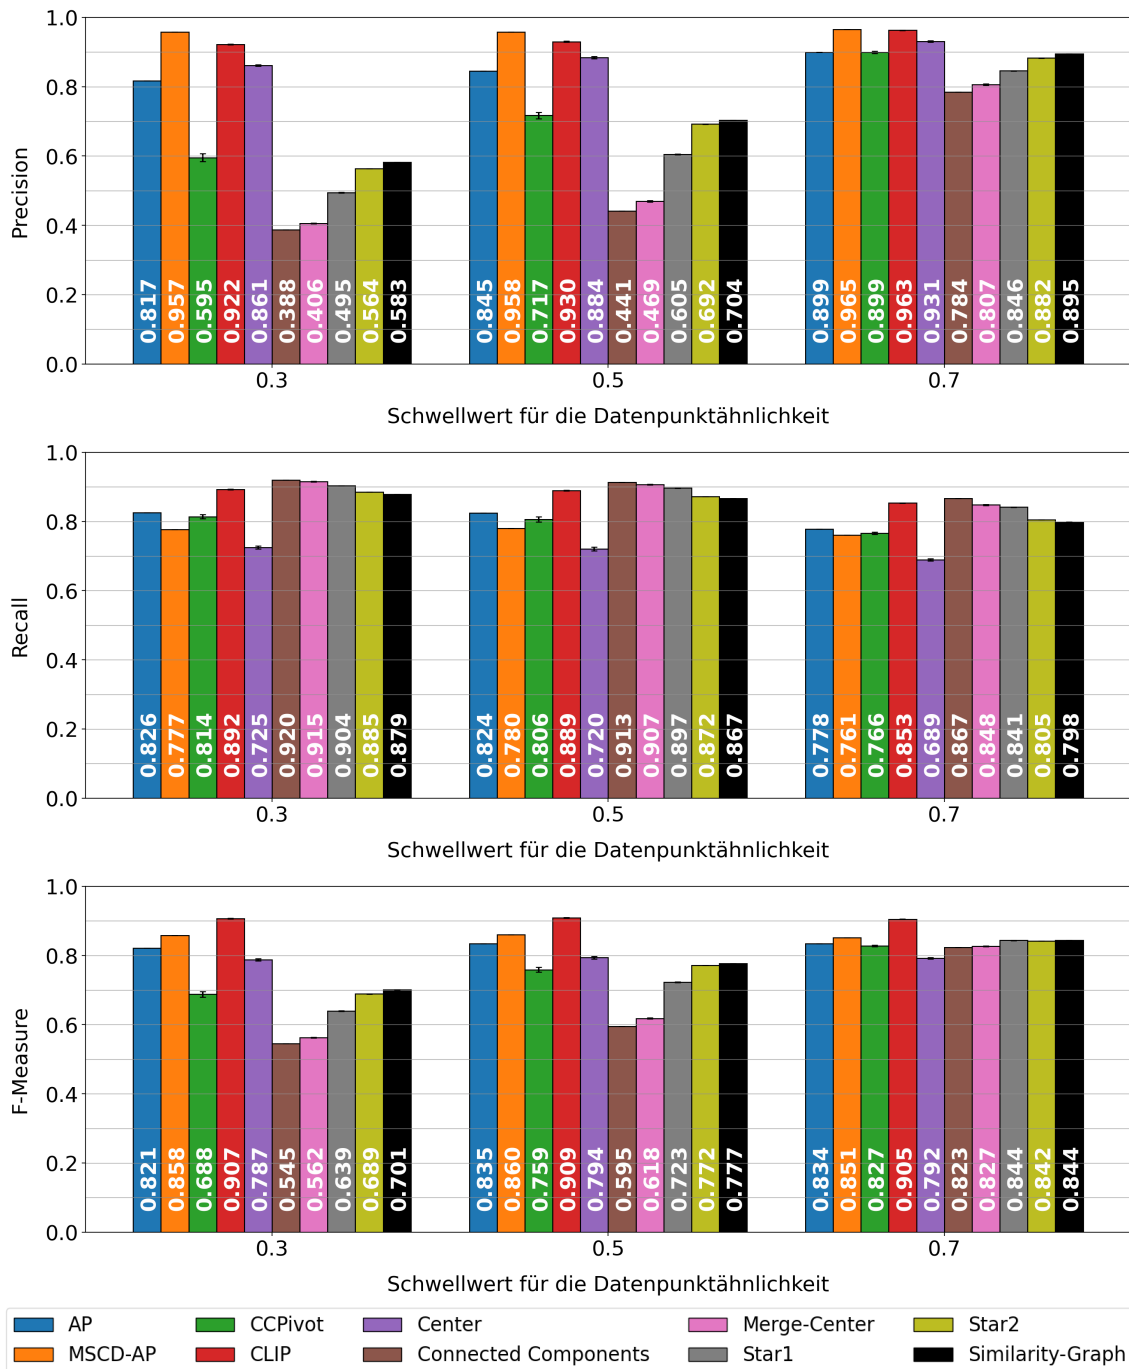 1.0
0.8
0.6
0.4
0.2
0.0
Precision
0.817 0.957 0.595 0.922 0.861 0.388 0.406 0.495 0.564 0.583
0.845 0.958 0.717 0.930 0.884 0.441 0.469 0.605 0.692 0.704
0.899 0.965 0.899 0.963 0.931 0.784 0.807 0.846 0.882 0.895
0.3 0.5 0.7
Schwellwert für die Datenpunktähnlichkeit
1.0
0.8
0.6
0.4
0.2
0.0
Recall
0.826 0.777 0.814 0.892 0.725 0.920 0.915 0.904 0.885 0.879
0.824 0.780 0.806 0.889 0.720 0.913 0.907 0.897 0.872 0.867
0.778 0.761 0.766 0.853 0.689 0.867 0.848 0.841 0.805 0.798
0.3 0.5 0.7
Schwellwert für die Datenpunktähnlichkeit
1.0
0.8
0.6
0.4
0.2
0.0
F-Measure
0.821 0.858 0.688 0.907 0.787 0.545 0.562 0.639 0.689 0.701
0.835 0.860 0.759 0.909 0.794 0.595 0.618 0.723 0.772 0.777
0.834 0.851 0.827 0.905 0.792 0.823 0.827 0.844 0.842 0.844
0.3 0.5 0.7
Schwellwert für die Datenpunktähnlichkeit
AP CCPivot Center Merge-Center Star2
MSCD-AP CLIP Connected Components Star1 Similarity-Graph